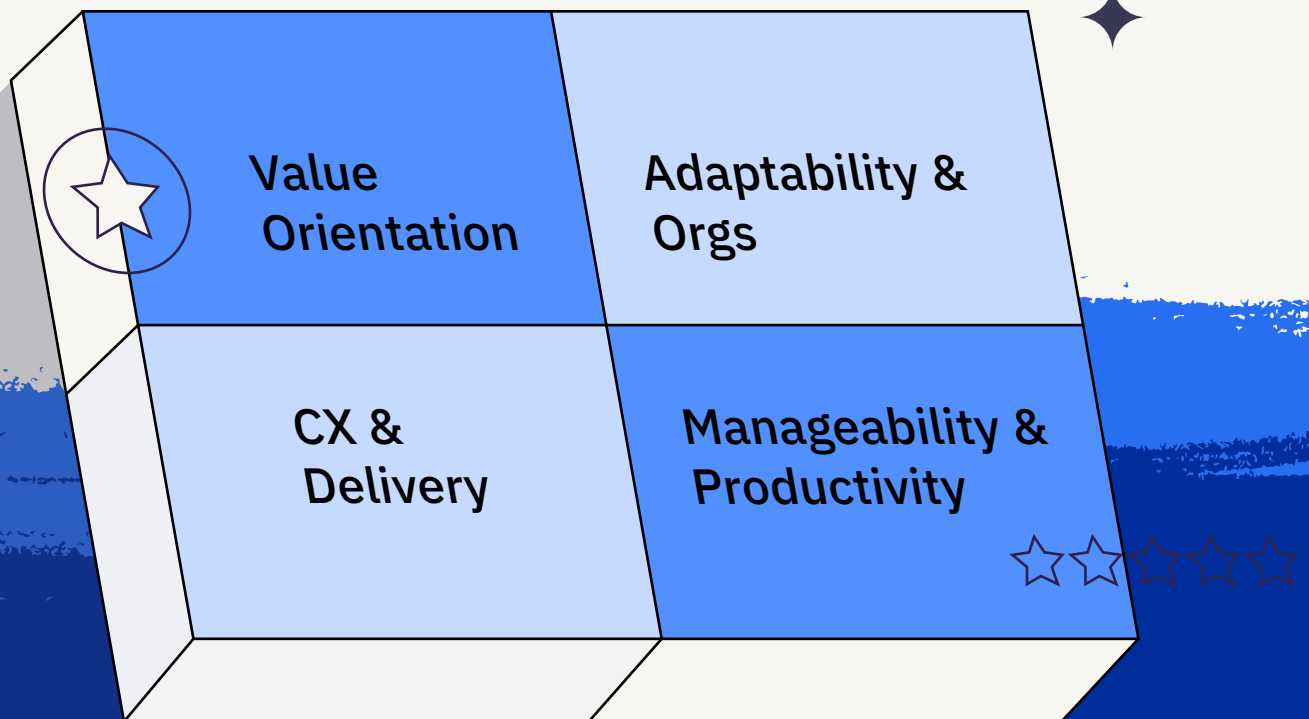 Value
Orientation
Adaptability &
Orgs
CX &
Delivery
Manageability &
Productivity